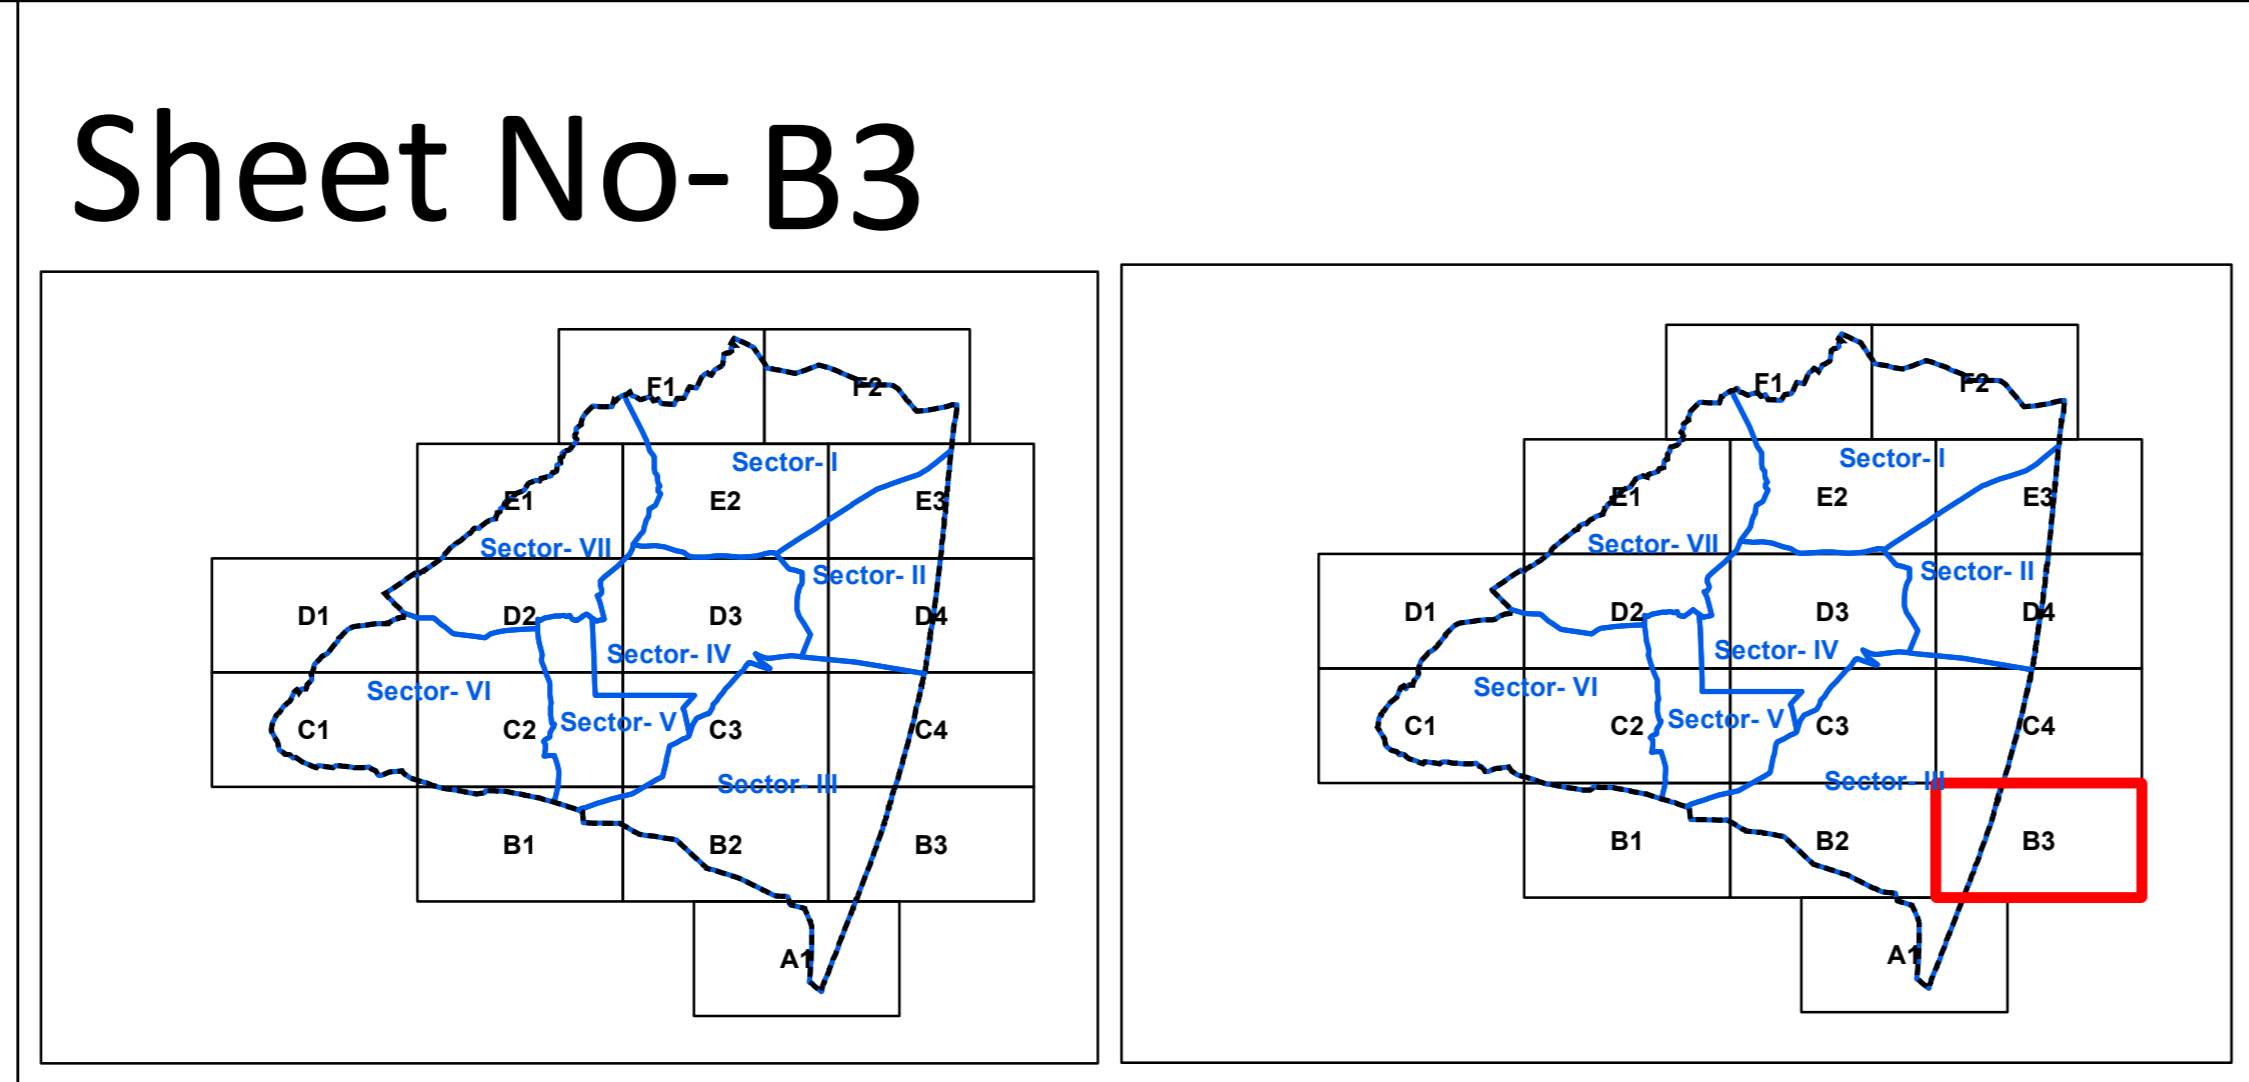 Sheet No- B3
F1 F2
Sector- I
E1 E2 E3
Sector- VII
Sector- II
D1 D2 D3 D4
Sector- IV
Sector- VI
Sector- V
C1 C2 C3 C4
Sector- III
B1 B2 B3
A1
F1 F2
Sector- I
E1 E2 E3
Sector- VII
Sector- II
D1 D2 D3 D4
Sector- IV
Sector- VI
Sector- V
C1 C2 C3 C4
Sector- III
B1 B2 B3
A1